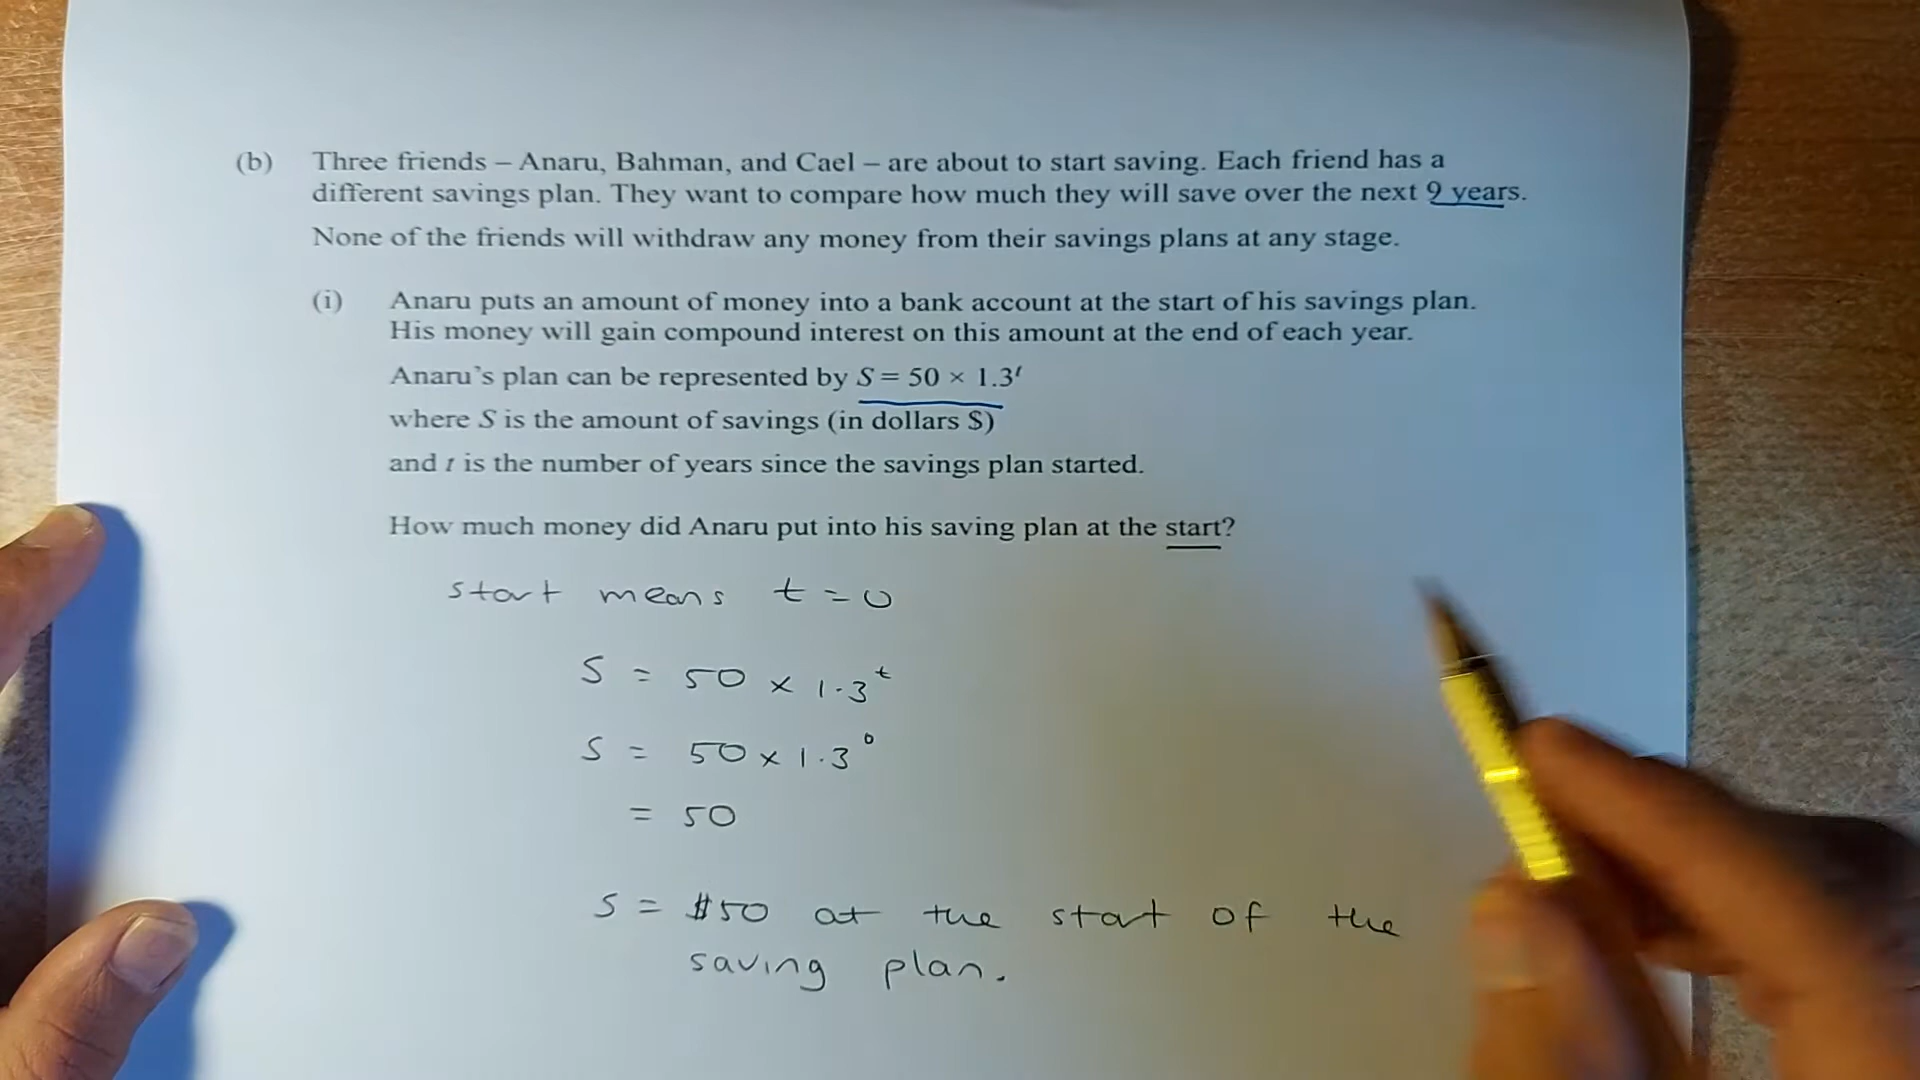 (b) Three friends – Anaru, Bahman, and Cael – are about to start saving. Each friend has a
different savings plan. They want to compare how much they will save over the next 9 years.
None of the friends will withdraw any money from their savings plans at any stage.
(i) Anaru puts an amount of money into a bank account at the start of his savings plan.
His money will gain compound interest on this amount at the end of each year.
Anaru's plan can be represented by S = 50 × 1.3ᵗ
where S is the amount of savings (in dollars $)
and t is the number of years since the savings plan started.
How much money did Anaru put into his saving plan at the start?
start means t = 0
S = 50 × 1.3ᵗ
S = 50 × 1.3⁰
= 50
S = $50 at the start of the
saving plan.